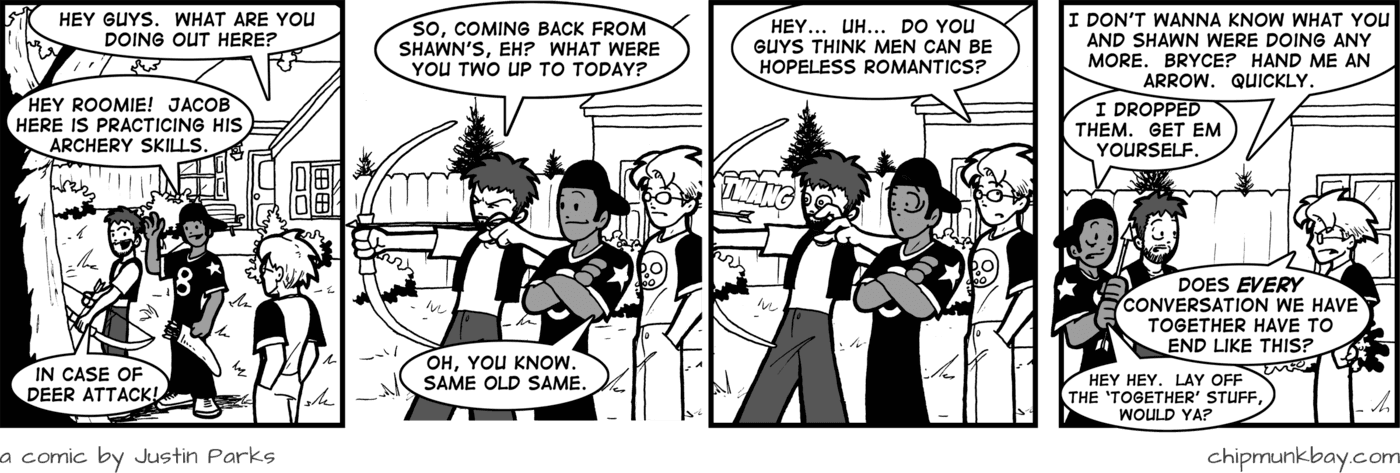 HEY GUYS. WHAT ARE YOU
DOING OUT HERE?
HEY ROOMIE! JACOB
HERE IS PRACTICING HIS
ARCHERY SKILLS.
8
IN CASE OF
DEER ATTACK!
SO, COMING BACK FROM
SHAWN'S, EH? WHAT WERE
YOU TWO UP TO TODAY?
OH, YOU KNOW.
SAME OLD SAME.
HEY... UH... DO YOU
GUYS THINK MEN CAN BE
HOPELESS ROMANTICS?
TWANG
I DON'T WANNA KNOW WHAT YOU
AND SHAWN WERE DOING ANY
MORE. BRYCE? HAND ME AN
ARROW. QUICKLY.
I DROPPED
THEM. GET EM
YOURSELF.
DOES EVERY
CONVERSATION WE HAVE
TOGETHER HAVE TO
END LIKE THIS?
HEY HEY. LAY OFF
THE 'TOGETHER' STUFF,
WOULD YA?
a comic by Justin Parks
chipmunkbay.com